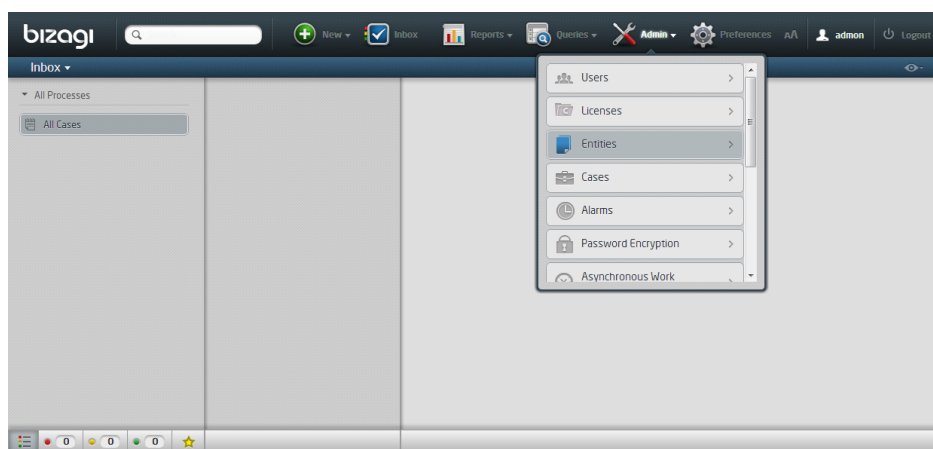 bizagi
New
Inbox
Reports
Queries
Admin
Preferences
AA
admon
Logout
Inbox
All Processes
All Cases
Users
Licenses
Entities
Cases
Alarms
Password Encryption
Asynchronous Work
0
0
0